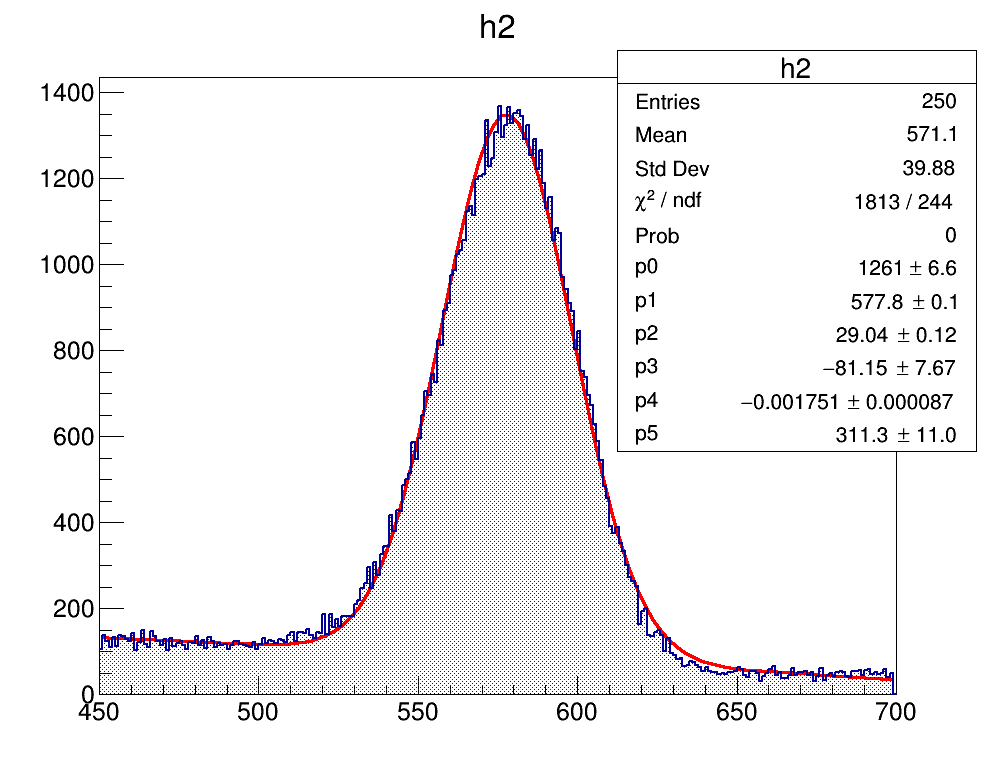 h2
h2
Entries 250
Mean 571.1
Std Dev 39.88
χ² / ndf 1813 / 244
Prob 0
p0 1261 ± 6.6
p1 577.8 ± 0.1
p2 29.04 ± 0.12
p3 −81.15 ± 7.67
p4 −0.001751 ± 0.000087
p5 311.3 ± 11.0
1400
1200
1000
800
600
400
200
0
450 500 550 600 650 700